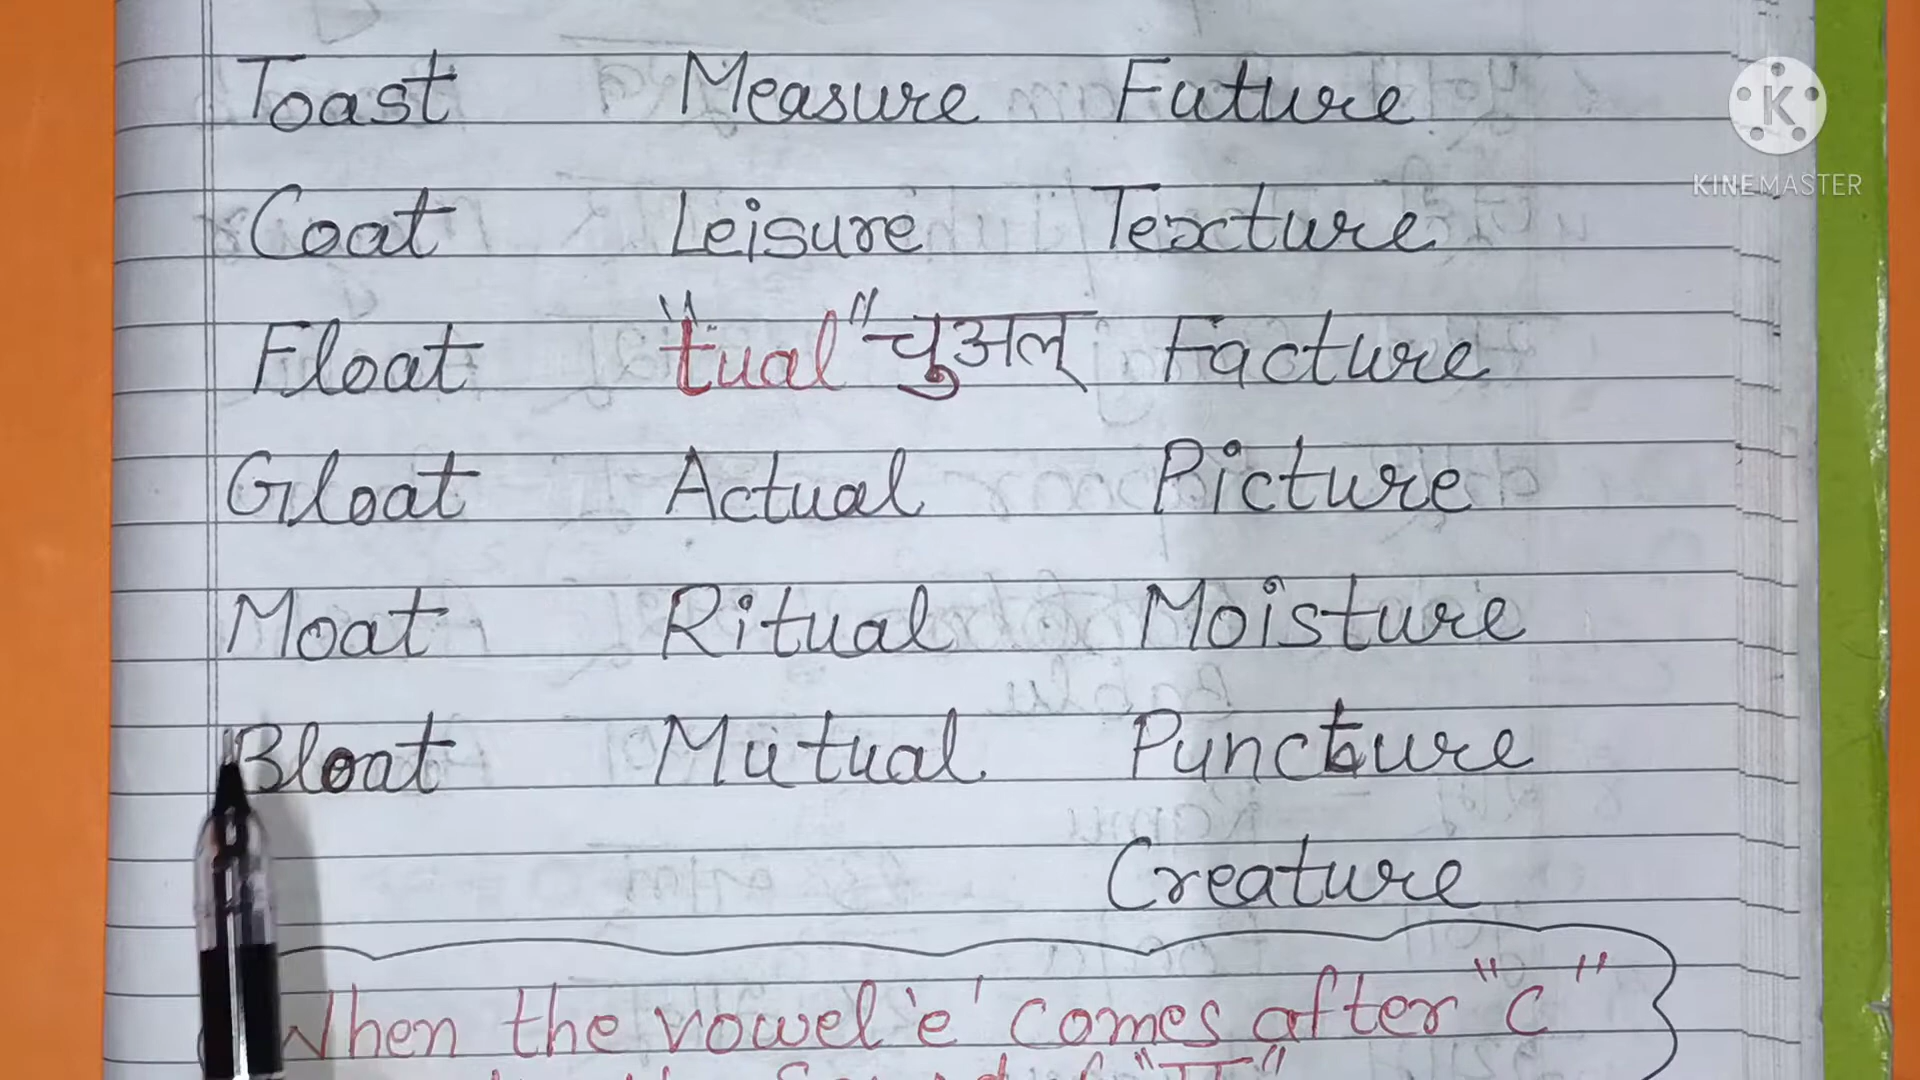 Toast Measure Future
Coat Leisure Texture
Float "tual" चुअल् Facture
Gloat Actual Picture
Moat Ritual Moisture
Bloat Mutual Puncture
Creature
When the vowel 'e' comes after "c"
KINEMASTER